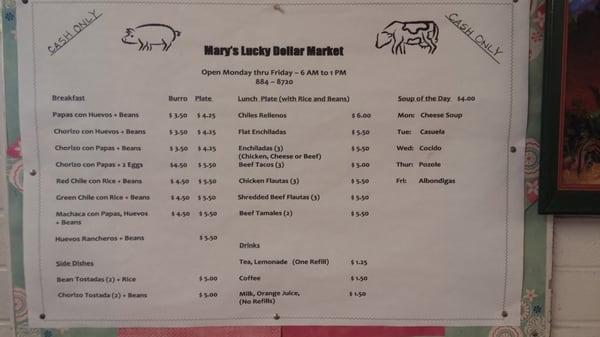 CASH ONLY
CASH ONLY
Mary's Lucky Dollar Market
Open Monday thru Friday – 6 AM to 1 PM
884 – 8720
Breakfast Burro Plate
Papas con Huevos + Beans $ 3.50 $ 4.25
Chorizo con Huevos + Beans $ 3.50 $ 4.25
Chorizo con Papas + Beans $ 3.50 $ 4.25
Chorizo con Papas + 2 Eggs $4.50 $ 5.50
Red Chile con Rice + Beans $ 4.50 $ 5.50
Green Chile con Rice + Beans $ 4.50 $ 5.50
Machaca con Papas, Huevos $ 4.50 $ 5.50
+ Beans
Huevos Rancheros + Beans $ 5.50
Side Dishes
Bean Tostadas (2) + Rice $ 5.00
Chorizo Tostada (2) + Beans $ 5.00
Lunch Plate (with Rice and Beans)
Chiles Rellenos $ 6.00
Flat Enchiladas $ 5.50
Enchiladas (3) $ 5.50
(Chicken, Cheese or Beef)
Beef Tacos (3) $ 5.00
Chicken Flautas (3) $ 5.50
Shredded Beef Flautas (3) $ 5.50
Beef Tamales (2) $ 5.50
Drinks
Tea, Lemonade (One Refill) $ 1.25
Coffee $ 1.50
Milk, Orange Juice, $ 1.50
(No Refills)
Soup of the Day $4.00
Mon: Cheese Soup
Tue: Casuela
Wed: Cocido
Thur: Pozole
Fri: Albondigas